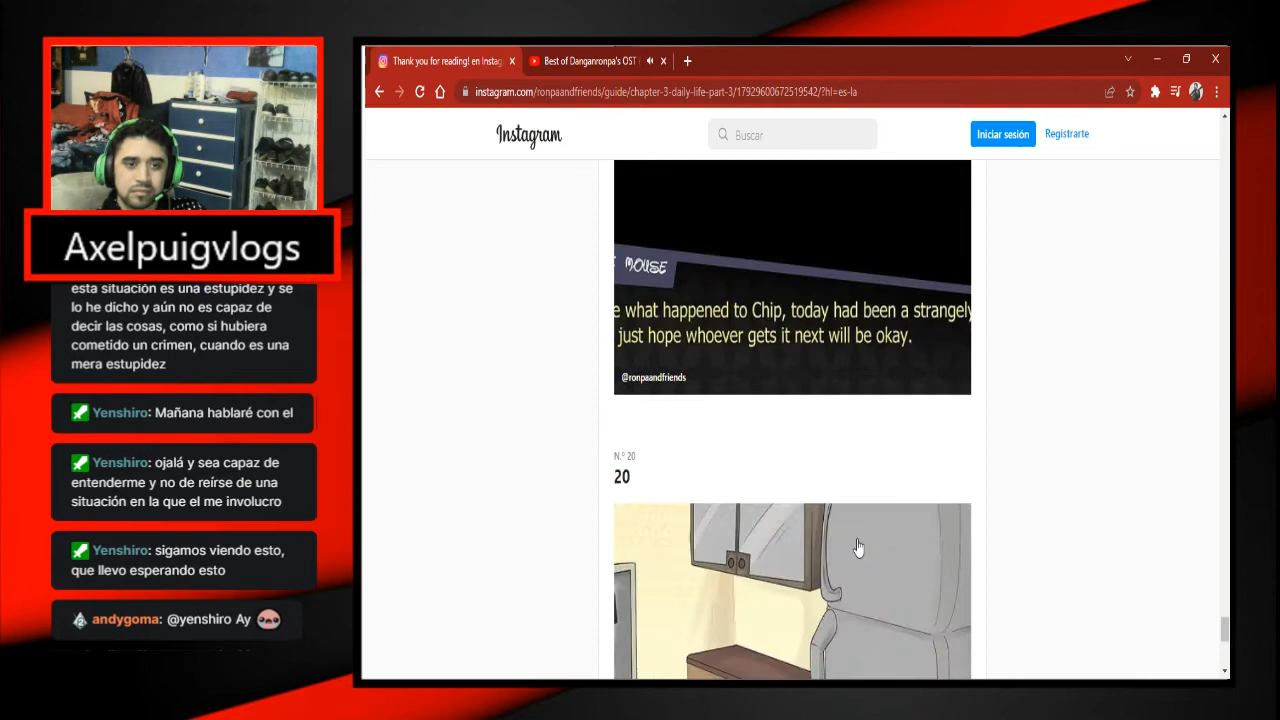 Axelpuigvlogs
esta situación es una estupidez y se
lo he dicho y aún no es capaz de
decir las cosas, como si hubiera
cometido un crimen, cuando es una
mera estupidez
Yenshiro: Mañana hablaré con el
Yenshiro: ojalá y sea capaz de
entenderme y no de reírse de una
situación en la que el me involucro
Yenshiro: sigamos viendo esto,
que llevo esperando esto
andygoma: @yenshiro Ay
Thank you for reading! en Instag
Best of Danganronpa's OST
instagram.com/ronpaandfriends/guide/chapter-3-daily-life-part-3/17929600672519542/?hl=es-la
Instagram
Buscar
Iniciar sesión
Registrarte
MOUSE
e what happened to Chip, today had been a strangely
just hope whoever gets it next will be okay.
@ronpaandfriends
N.º 20
20